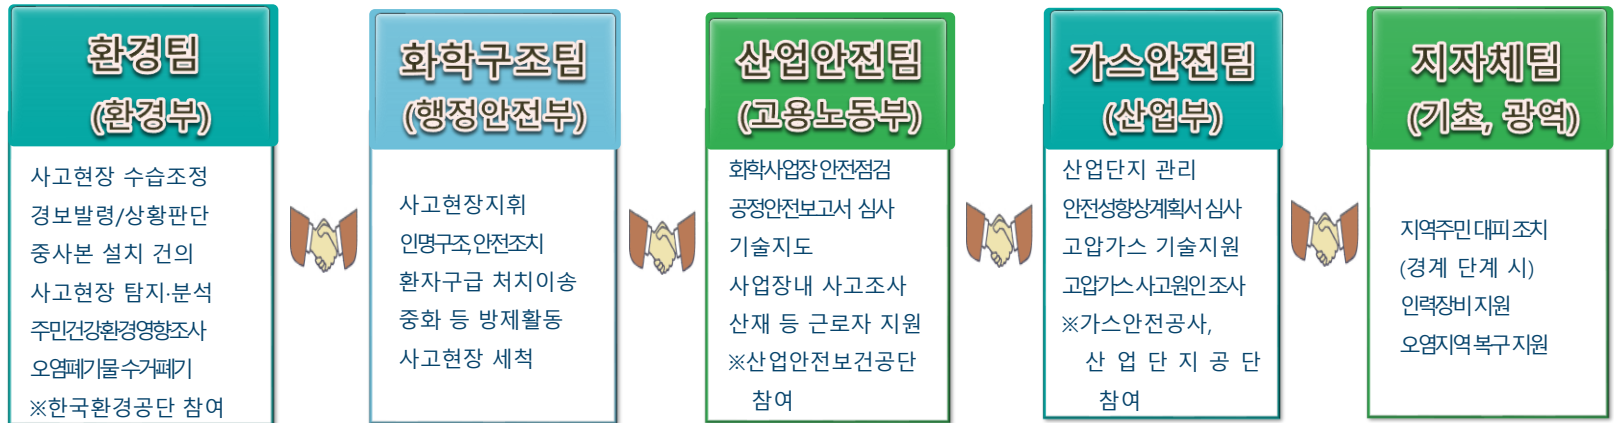 환경팀
(환경부)
사고현장 수습조정
경보발령/상황판단
중사본 설치 건의
사고현장 탐지·분석
주민건강환경영향조사
오염폐기물수거폐기
※한국환경공단 참여
화학구조팀
(행정안전부)
사고현장지휘
인명구조,안전조치
환자구급 처치이송
중화 등 방제활동
사고현장 세척
산업안전팀
(고용노동부)
화학사업장 안전점검
공정안전보고서 심사
기술지도
사업장내 사고조사
산재 등 근로자 지원
※산업안전보건공단
참여
가스안전팀
(산업부)
산업단지 관리
안전성향상계획서 심사
고압가스 기술지원
고압가스 사고원인 조사
※가스안전공사,
산 업 단 지 공 단
참여
지자체팀
(기초, 광역)
지역주민 대피 조치
(경계 단계 시)
인력장비 지원
오염지역 복구 지원